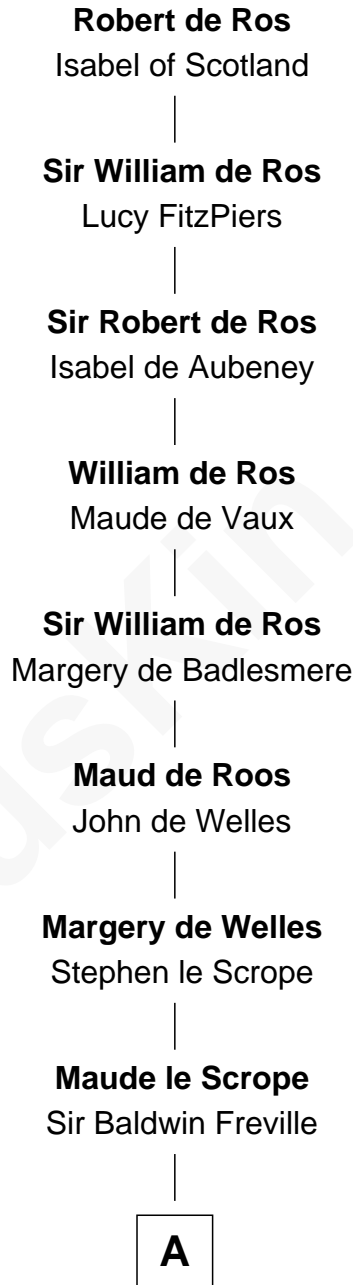 Robert de Ros
Isabel of Scotland
Sir William de Ros
Lucy FitzPiers
Sir Robert de Ros
Isabel de Aubeney
William de Ros
Maude de Vaux
Sir William de Ros
Margery de Badlesmere
Maud de Roos
John de Welles
Margery de Welles
Stephen le Scrope
Maude le Scrope
Sir Baldwin Freville
A